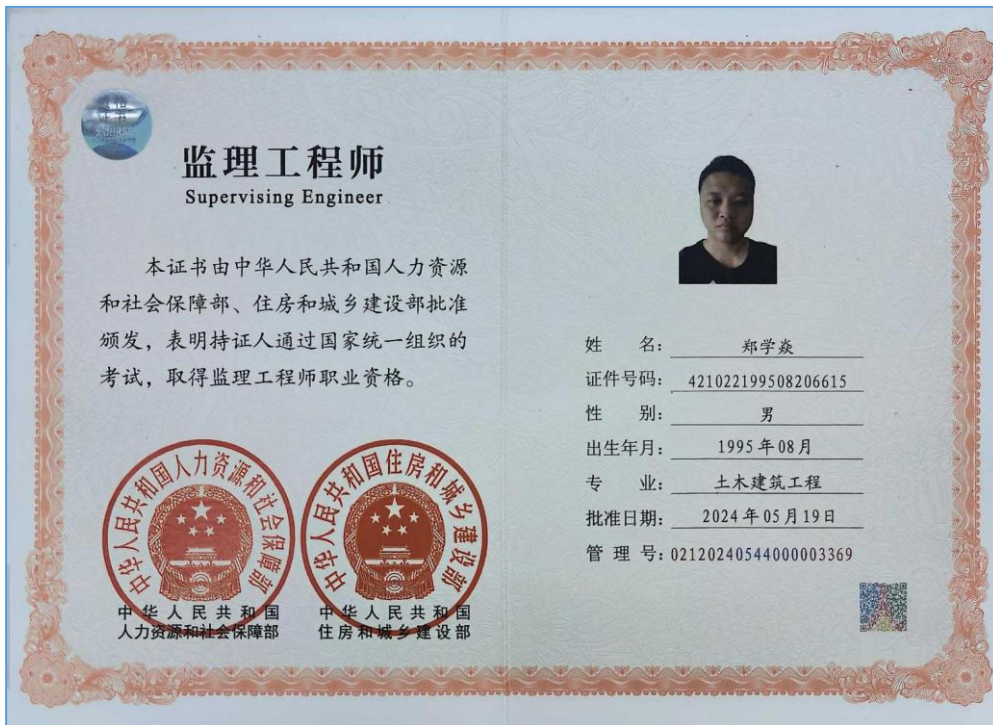 监理工程师
Supervising Engineer
本证书由中华人民共和国人力资源
和社会保障部、住房和城乡建设部批准
颁发，表明持证人通过国家统一组织的
考试，取得监理工程师职业资格。
中华人民共和国人力资源和社会保障部
中华人民共和国
人力资源和社会保障部
中华人民共和国住房和城乡建设部
中华人民共和国
住房和城乡建设部
姓 名：郑学焱
证件号码：421022199508206615
性 别：男
出生年月：1995年08月
专 业：土木建筑工程
批准日期：2024年05月19日
管 理 号：02120240544000003369